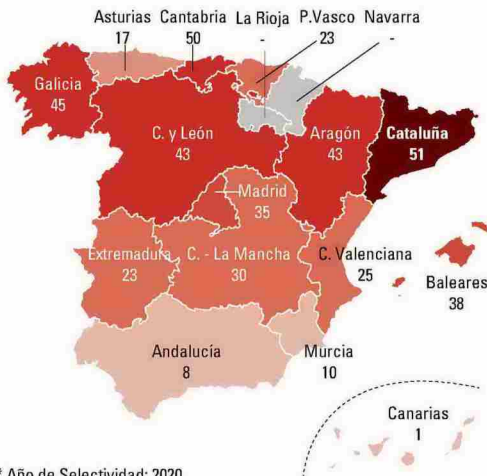 Asturias
17
Cantabria
50
La Rioja
-
P.Vasco
23
Navarra
-
Galicia
45
C. y León
43
Aragón
43
Cataluña
51
Madrid
35
Extremadura
23
C. - La Mancha
30
C. Valenciana
25
Baleares
38
Andalucía
8
Murcia
10
Canarias
1
* Año de Selectividad: 2020